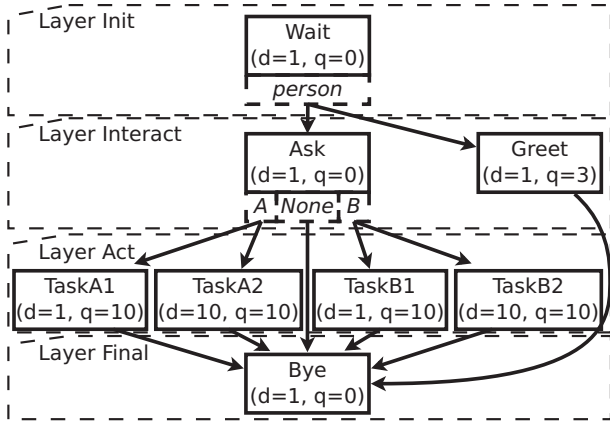 Layer Init
Wait
(d=1, q=0)
person
Layer Interact
Ask
(d=1, q=0)
Greet
(d=1, q=3)
A None B
Layer Act
TaskA1
(d=1, q=10)
TaskA2
(d=10, q=10)
TaskB1
(d=1, q=10)
TaskB2
(d=10, q=10)
Layer Final
Bye
(d=1, q=0)